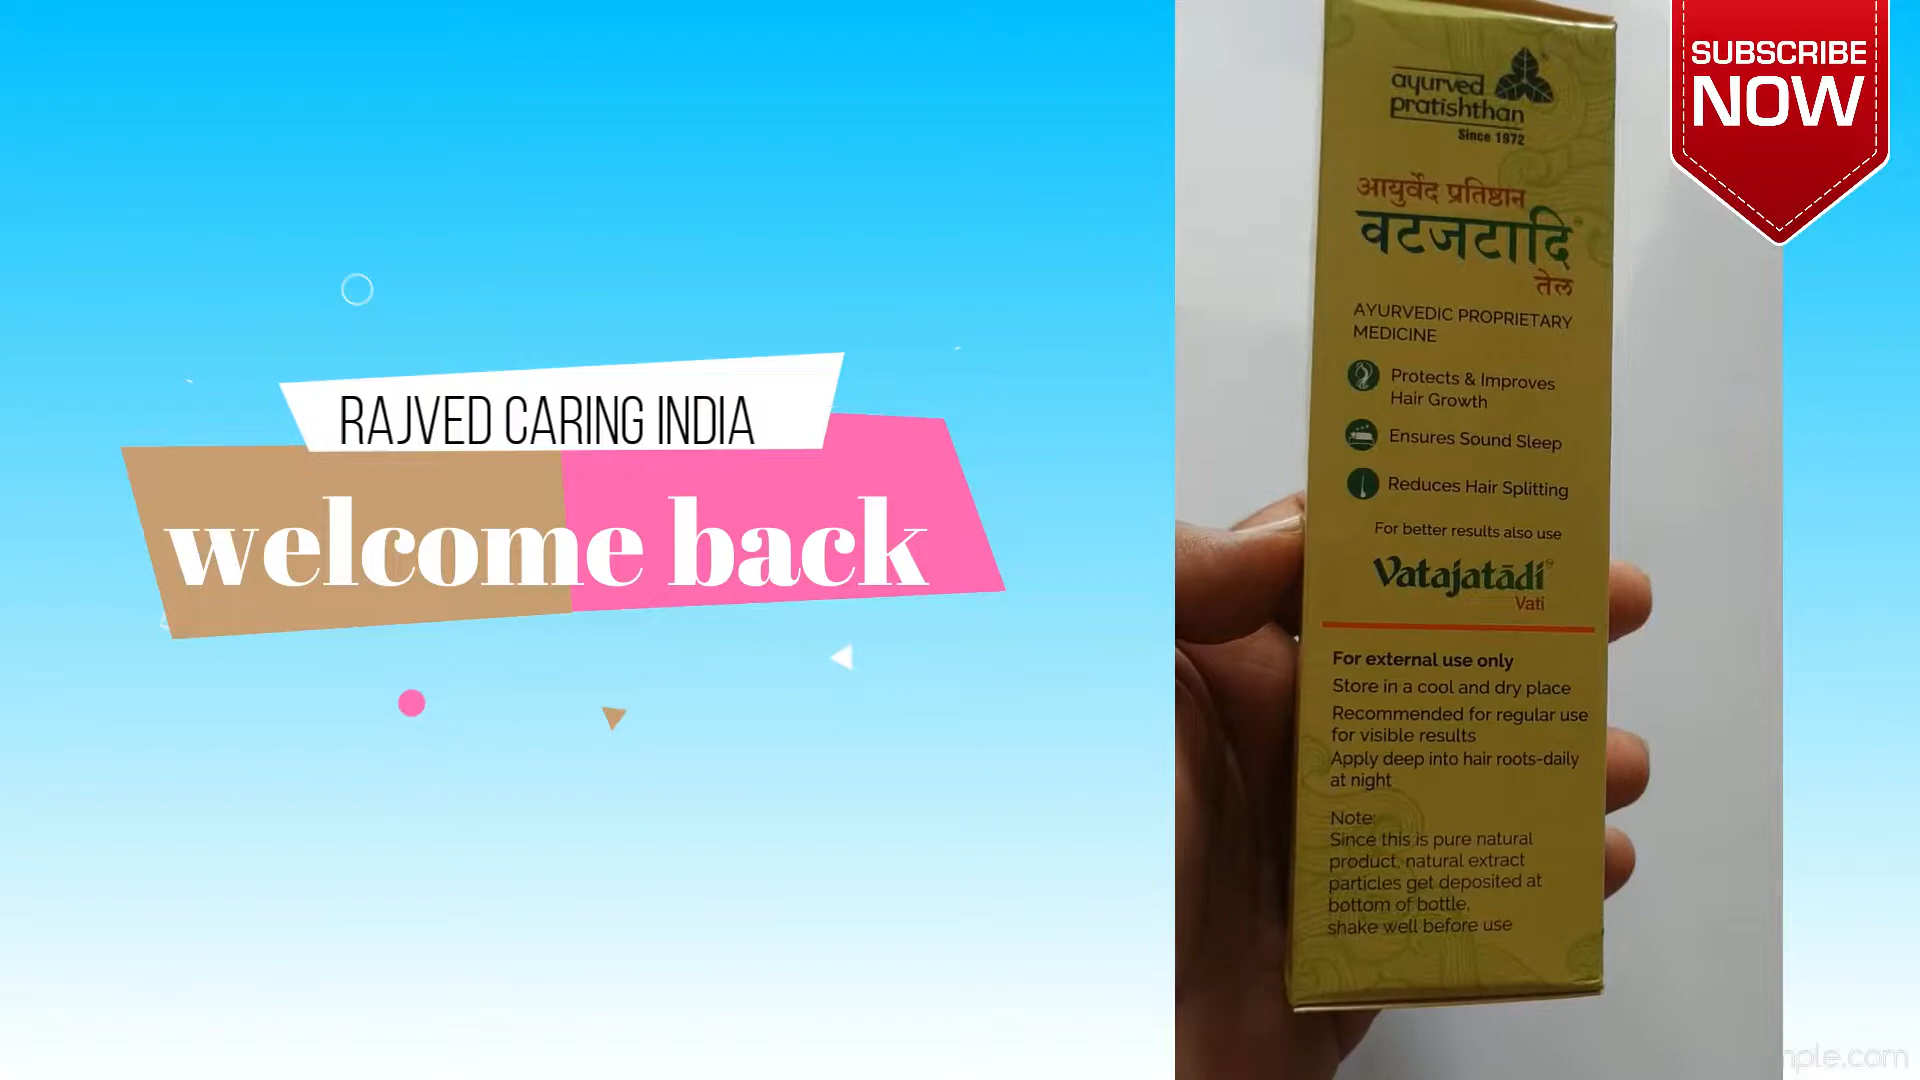 RAJVED CARING INDIA
welcome back
SUBSCRIBE
NOW
ayurved
pratishthan
Since 1972
आयुर्वेद प्रतिष्ठान
वटजटादि
तेल
AYURVEDIC PROPRIETARY
MEDICINE
Protects & Improves
Hair Growth
Ensures Sound Sleep
Reduces Hair Splitting
For better results also use
Vatajatādi
Vati
For external use only
Store in a cool and dry place
Recommended for regular use
for visible results
Apply deep into hair roots-daily
at night
Note:
Since this is pure natural
product, natural extract
particles get deposited at
bottom of bottle,
shake well before use